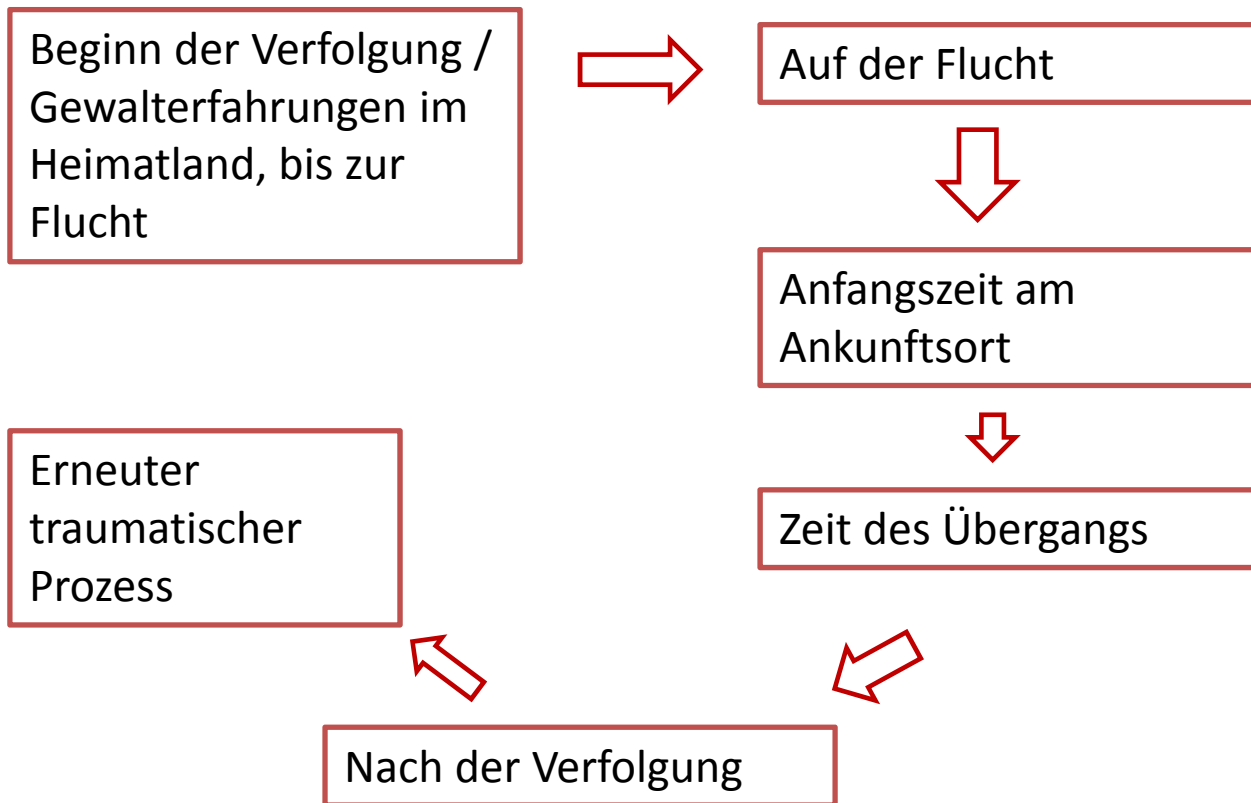 Beginn der Verfolgung /
Gewalterfahrungen im
Heimatland, bis zur
Flucht
Auf der Flucht
Anfangszeit am
Ankunftsort
Zeit des Übergangs
Nach der Verfolgung
Erneuter
traumatischer
Prozess